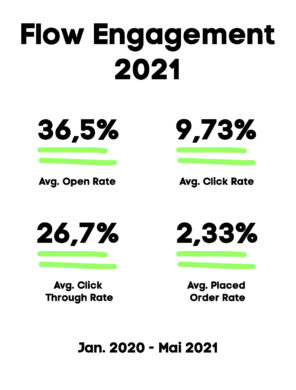 Flow Engagement
2021
36,5%
9,73%
Avg. Open Rate
Avg. Click Rate
26,7%
2,33%
Avg. Click
Through Rate
Avg. Placed
Order Rate
Jan. 2020 - Mai 2021